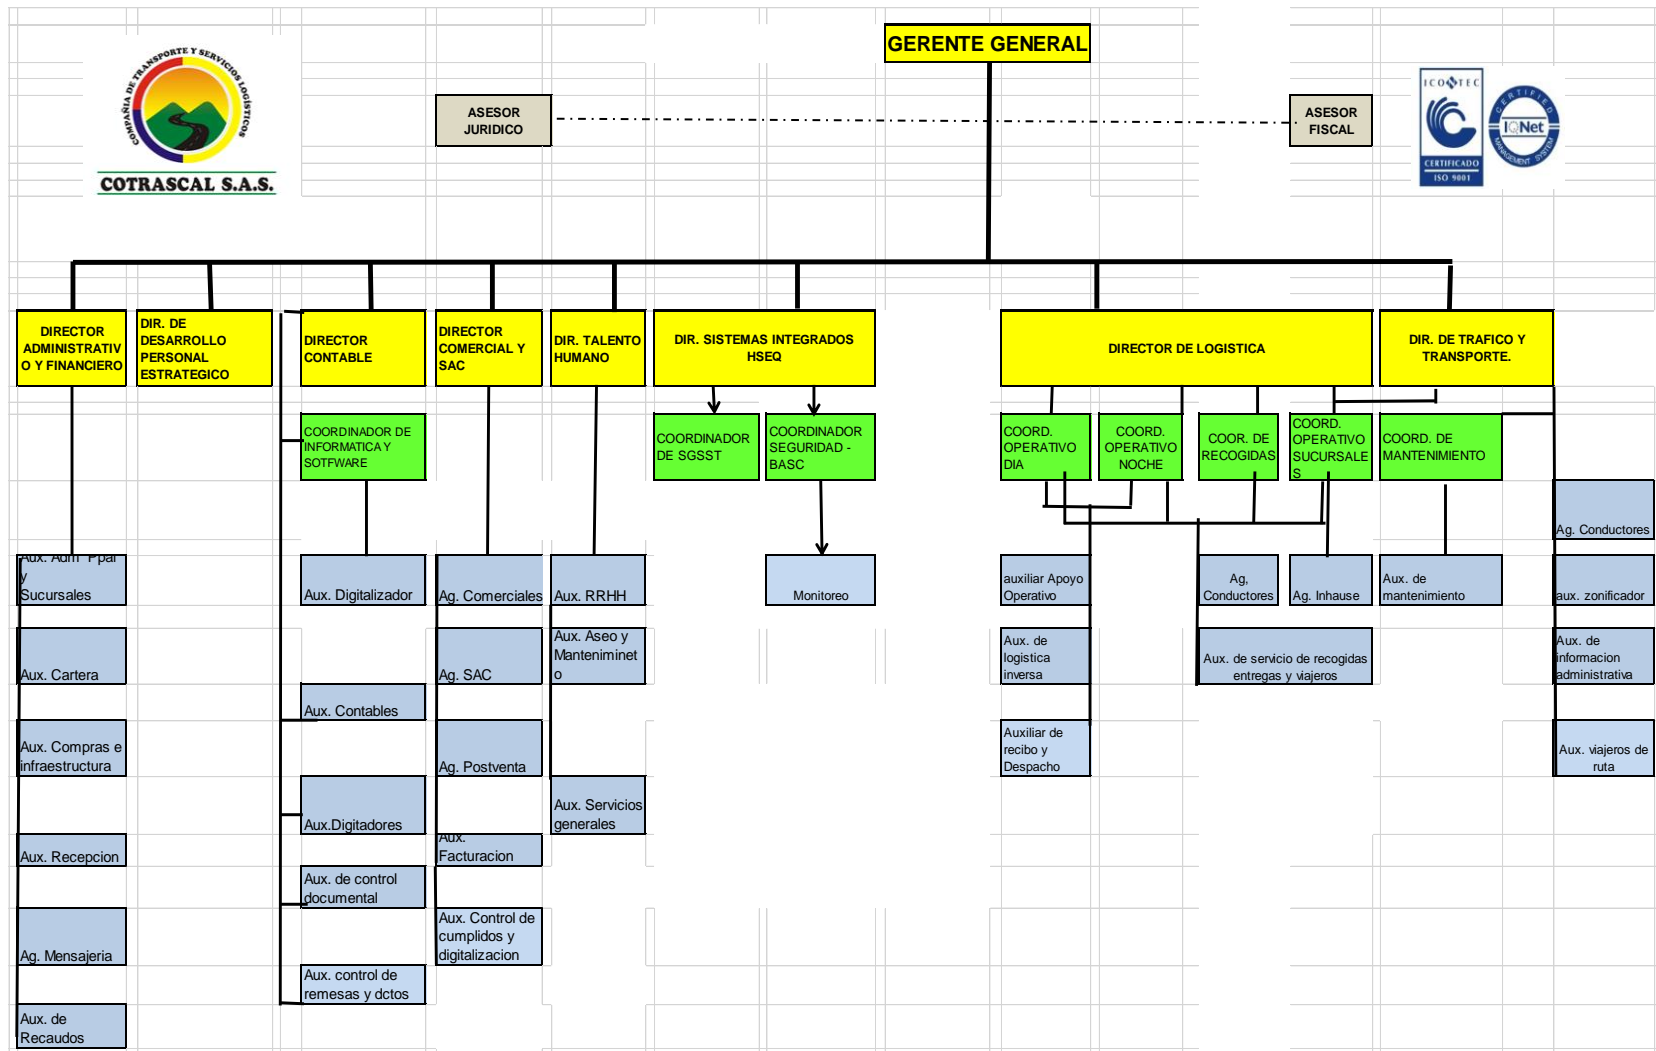 GERENTE GENERAL
COMPAÑIA DE TRANSPORTE Y SERVICIOS LOGÍSTICOS
COTRASCAL S.A.S.
ASESOR
JURIDICO
ASESOR
FISCAL
ICONTEC
CERTIFICADO
ISO 9001
CERTIFIED
IQNet
MANAGEMENT SYSTEM
DIRECTOR
ADMINISTRATIV
O Y FINANCIERO
DIR. DE
DESARROLLO
PERSONAL
ESTRATEGICO
DIRECTOR
CONTABLE
DIRECTOR
COMERCIAL Y
SAC
DIR. TALENTO
HUMANO
DIR. SISTEMAS INTEGRADOS
HSEQ
DIRECTOR DE LOGISTICA
DIR. DE TRAFICO Y
TRANSPORTE.
COORDINADOR DE
INFORMATICA Y
SOTFWARE
COORDINADOR
DE SGSST
COORDINADOR
SEGURIDAD -
BASC
COORD.
OPERATIVO
DIA
COORD.
OPERATIVO
NOCHE
COOR. DE
RECOGIDAS
COORD.
OPERATIVO
SUCURSALE
S
COORD. DE
MANTENIMIENTO
Ag. Conductores
Aux. Adm Ppal
y
Sucursales
Aux. Digitalizador
Ag. Comerciales
Aux. RRHH
Monitoreo
auxiliar Apoyo
Operativo
Ag,
Conductores
Ag. Inhause
Aux. de
mantenimiento
aux. zonificador
Aux. Cartera
Ag. SAC
Aux. Aseo y
Manteniminet
o
Aux. de
logistica
inversa
Aux. de servicio de recogidas
entregas y viajeros
Aux. de
informacion
administrativa
Aux. Contables
Aux. Compras e
infraestructura
Ag. Postventa
Auxiliar de
recibo y
Despacho
Aux. viajeros de
ruta
Aux.Digitadores
Aux. Servicios
generales
Aux. Recepcion
Aux.
Facturacion
Aux. de control
documental
Ag. Mensajeria
Aux. Control de
cumplidos y
digitalizacion
Aux. control de
remesas y dctos
Aux. de
Recaudos